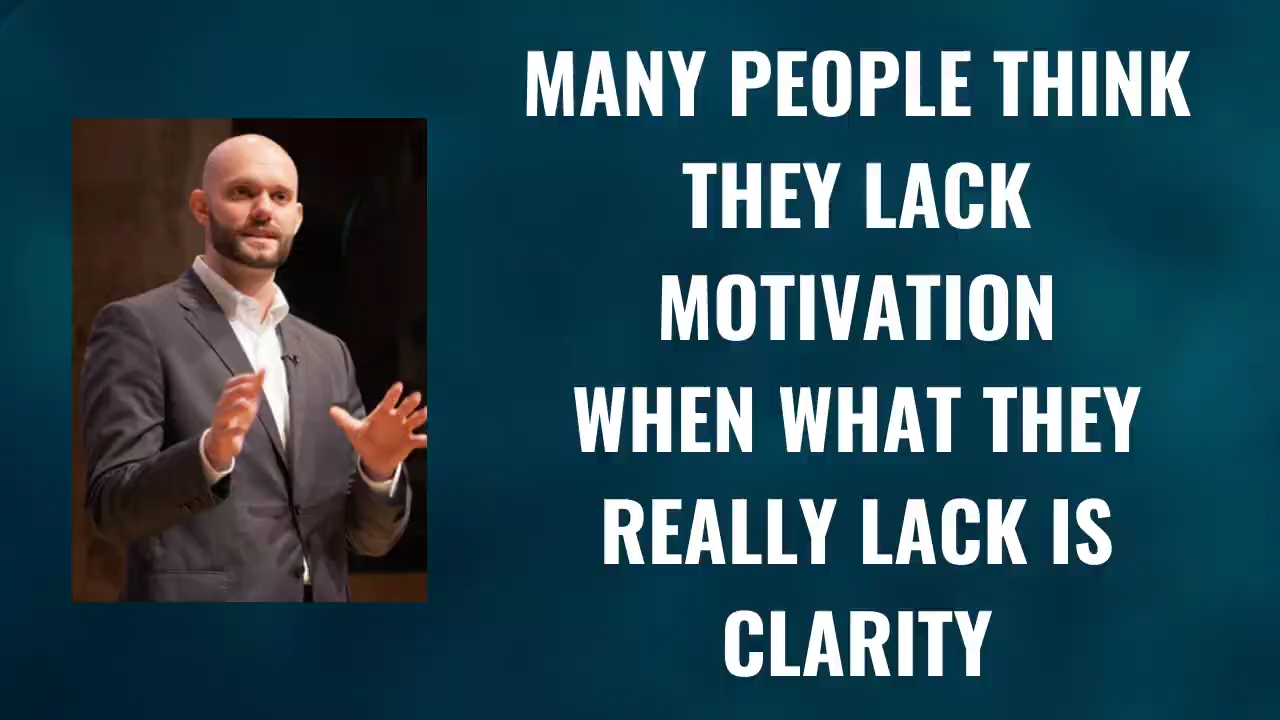 MANY PEOPLE THINK
THEY LACK
MOTIVATION
WHEN WHAT THEY
REALLY LACK IS
CLARITY